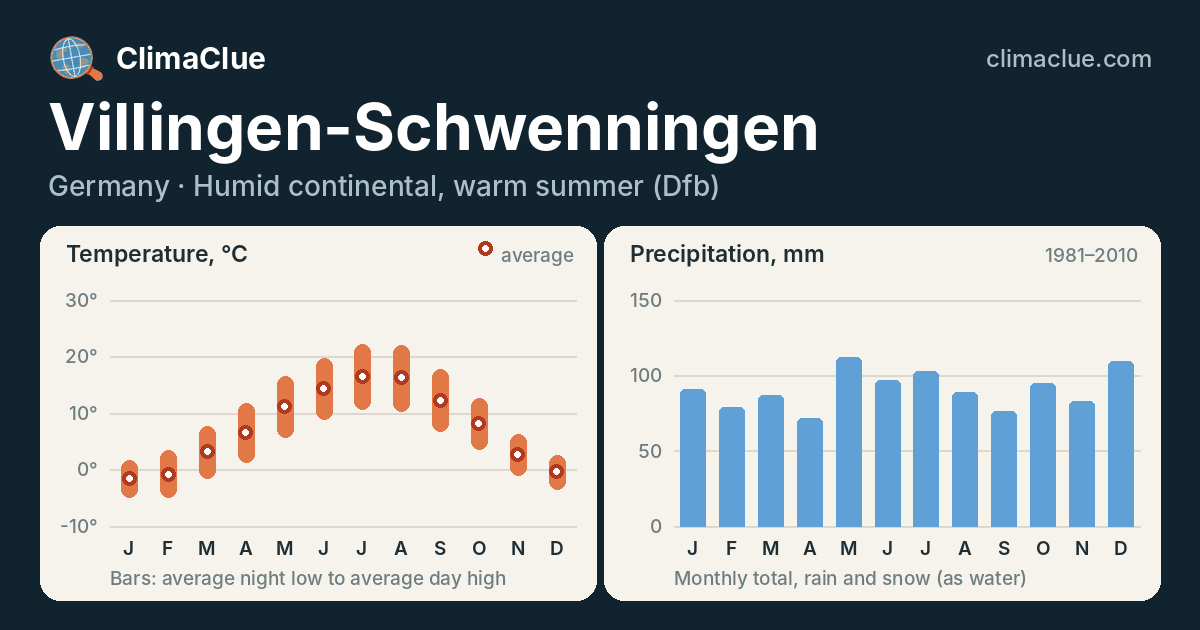 ClimaClue
climaclue.com
Villingen-Schwenningen
Germany · Humid continental, warm summer (Dfb)
Temperature, °C
average
30°
20°
10°
0°
-10°
J F M A M J J A S O N D
Bars: average night low to average day high
Precipitation, mm
1981–2010
150
100
50
0
J F M A M J J A S O N D
Monthly total, rain and snow (as water)